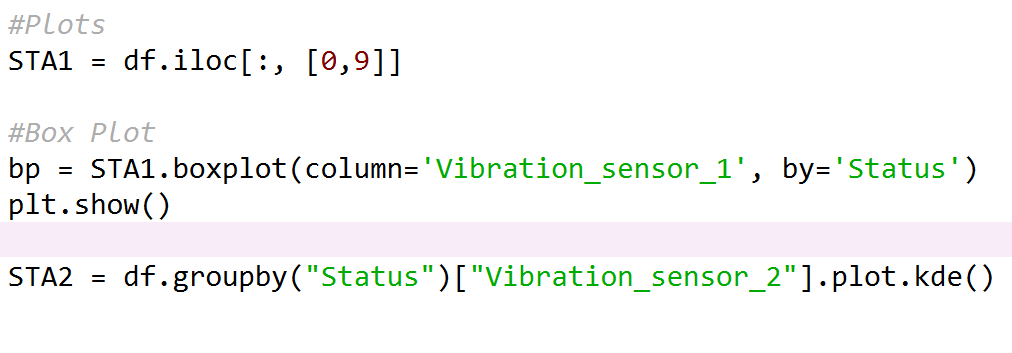 #Plots
STA1 = df.iloc[:, [0,9]]
#Box Plot
bp = STA1.boxplot(column='Vibration_sensor_1', by='Status')
plt.show()
STA2 = df.groupby("Status")["Vibration_sensor_2"].plot.kde()